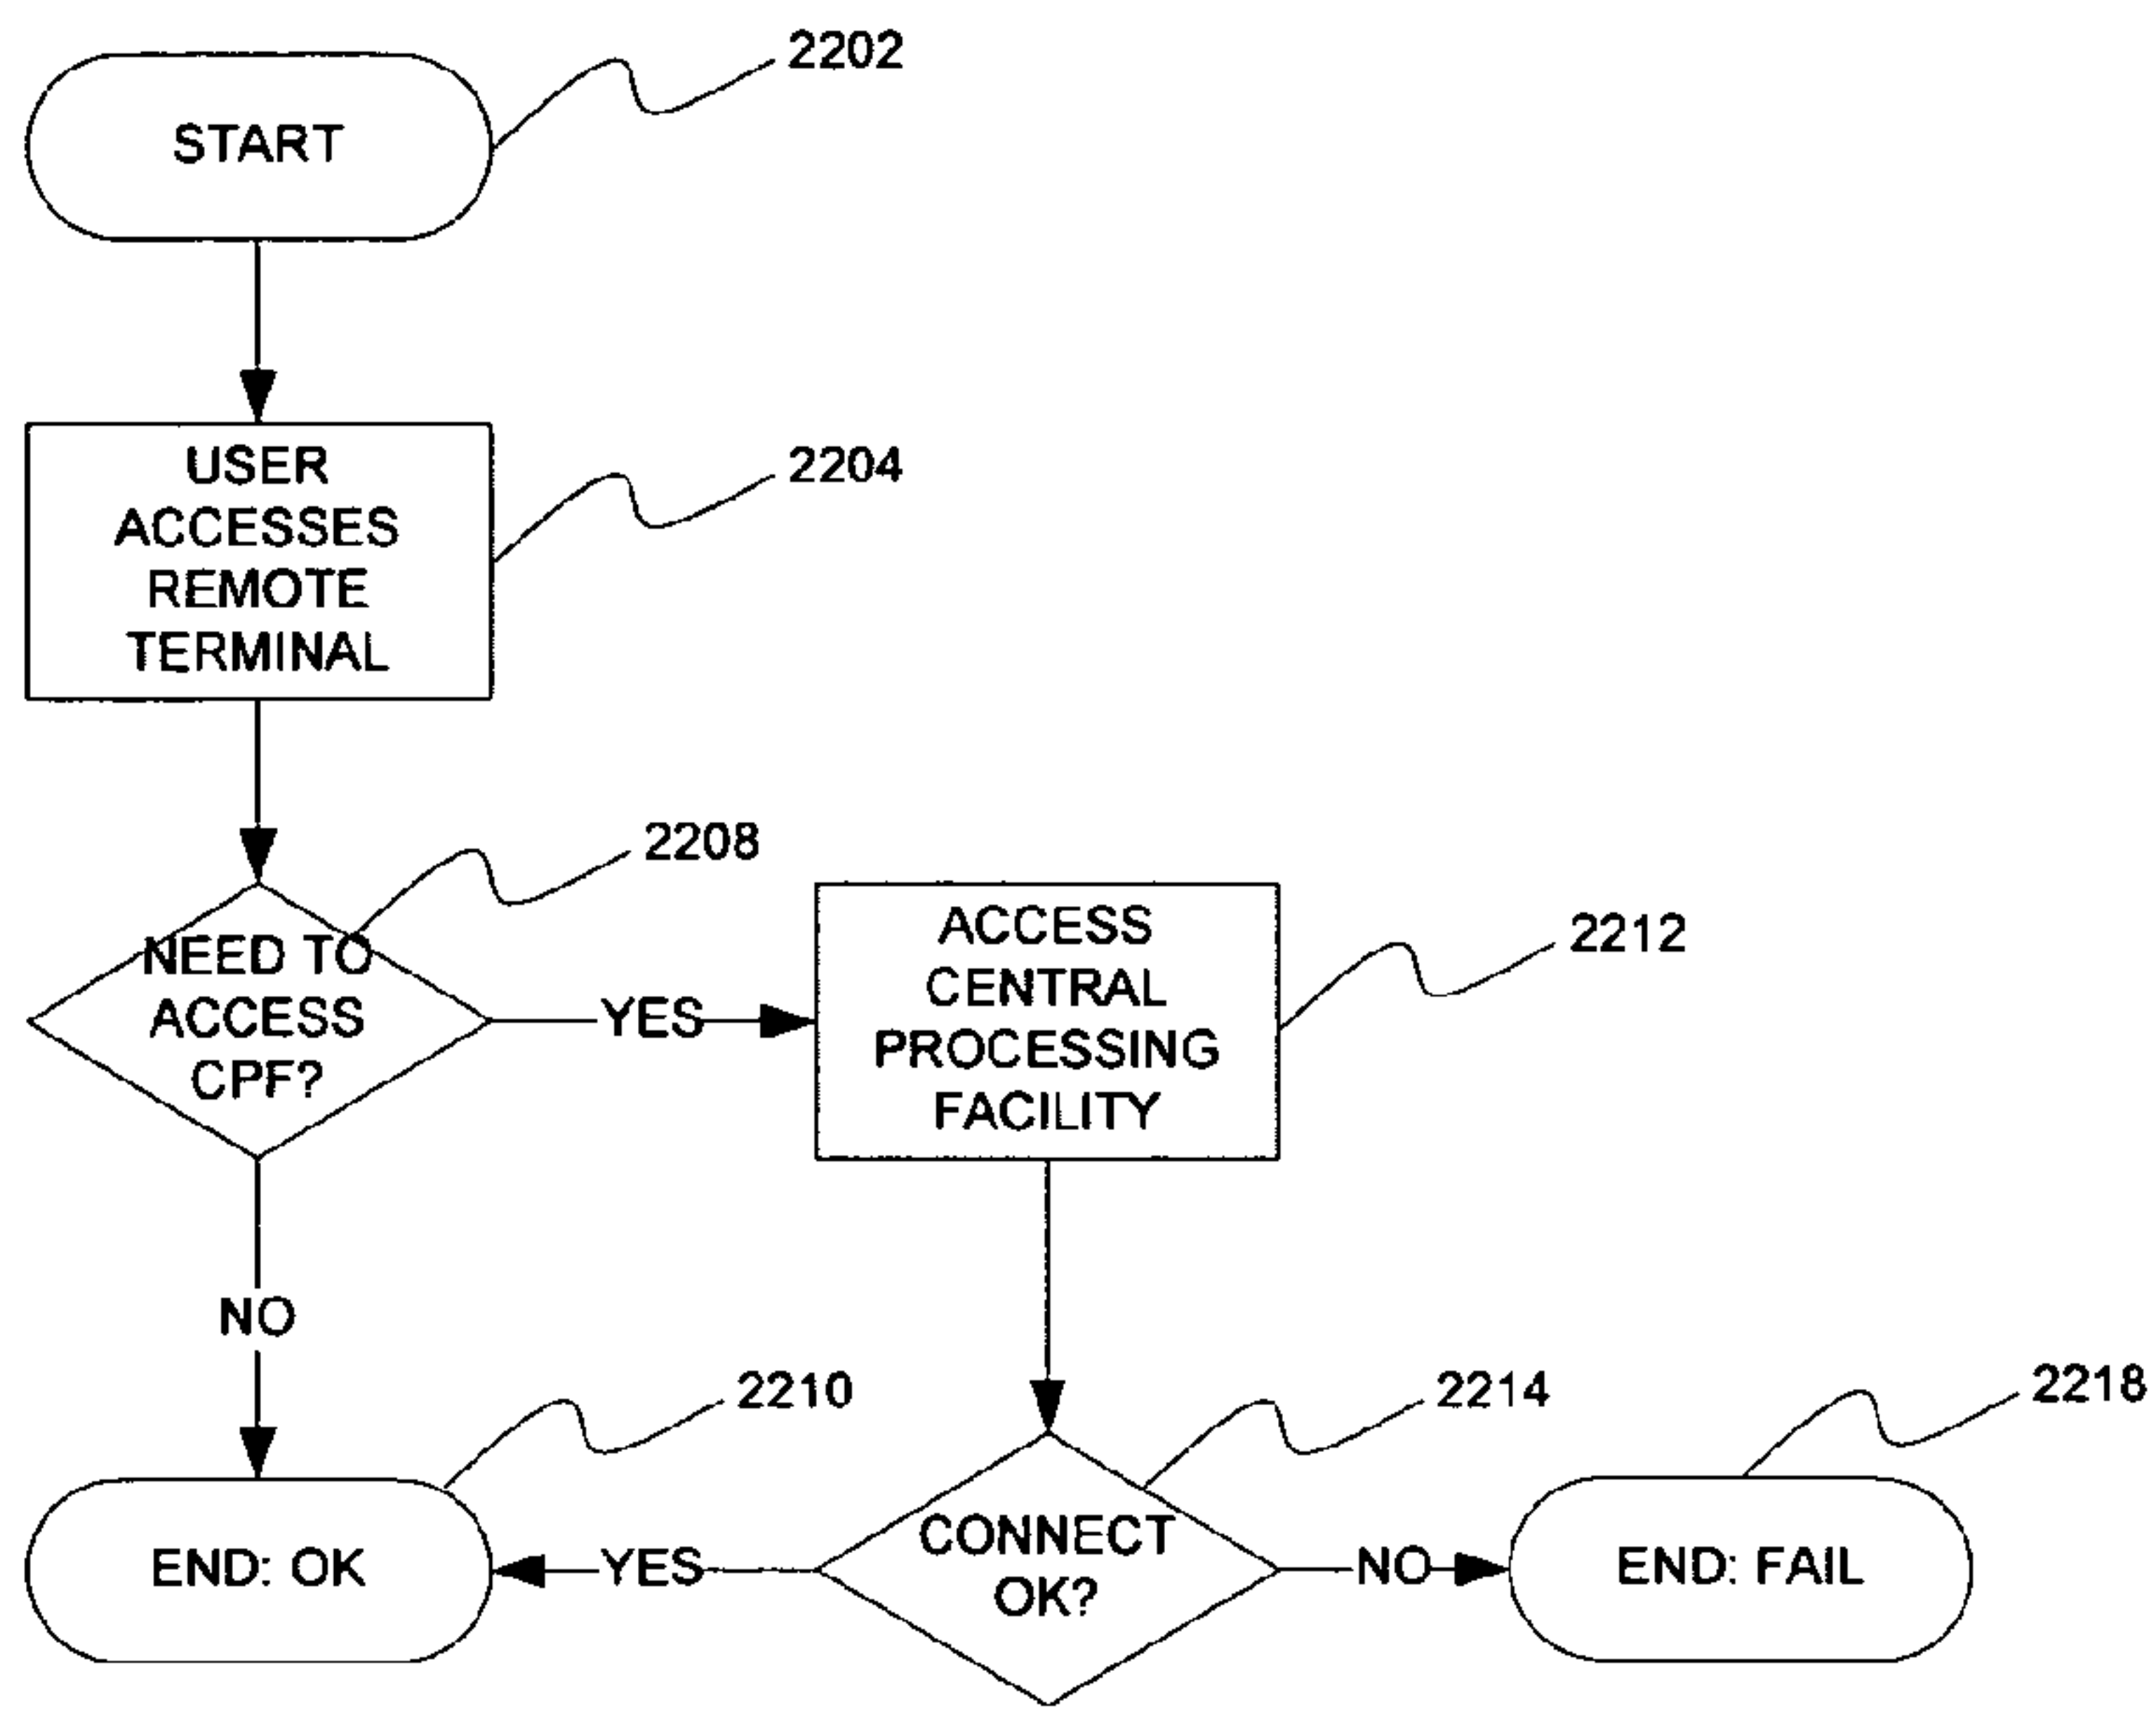 2202
START
2204
USER
ACCESSES
REMOTE
TERMINAL
2208
NEED TO
ACCESS
CPF?
YES
2212
ACCESS
CENTRAL
PROCESSING
FACILITY
NO
2210
END: OK
YES
2214
CONNECT
OK?
NO
2218
END: FAIL